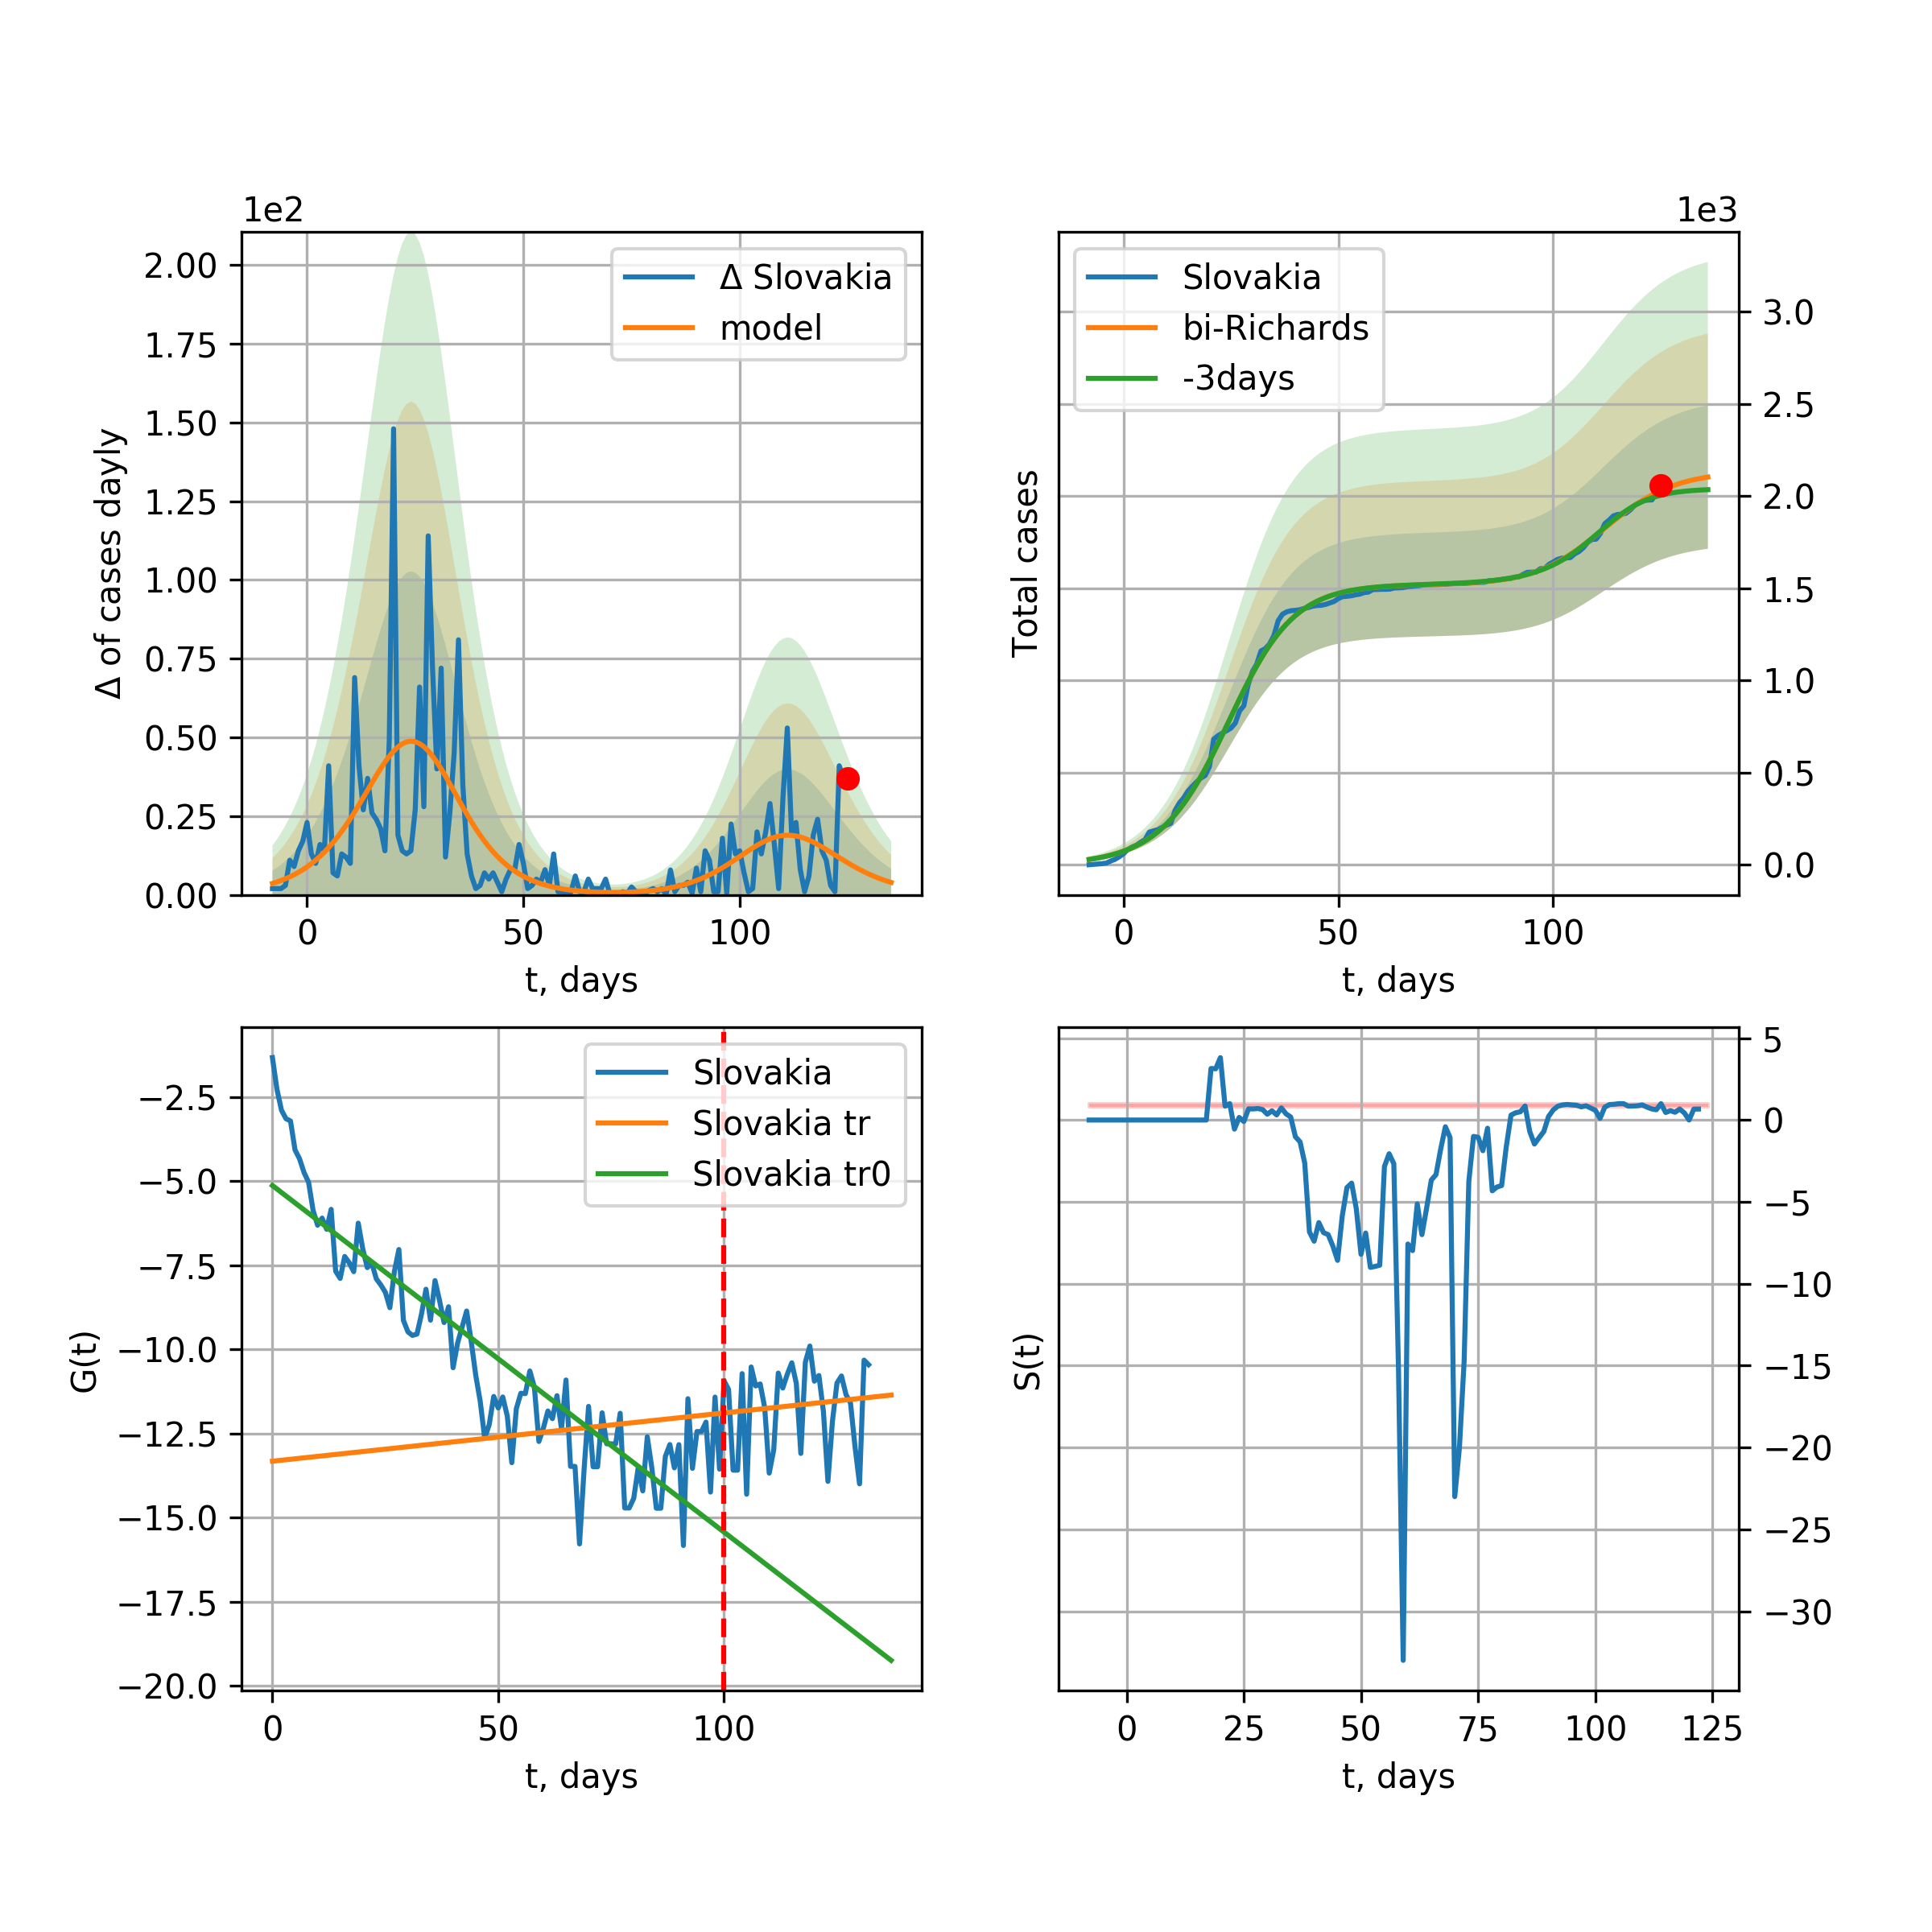 1e2
Δ of cases dayly
2.00
1.75
1.50
1.25
1.00
0.75
0.50
0.25
0.00
Δ Slovakia
model
0 50 100
t, days
1e3
Total cases
Slovakia
bi-Richards
-3days
3.0
2.5
2.0
1.5
1.0
0.5
0.0
0 50 100
t, days
G(t)
−2.5
−5.0
−7.5
−10.0
−12.5
−15.0
−17.5
−20.0
Slovakia
Slovakia tr
Slovakia tr0
0 50 100
t, days
S(t)
5
0
−5
−10
−15
−20
−25
−30
0 25 50 75 100 125
t, days